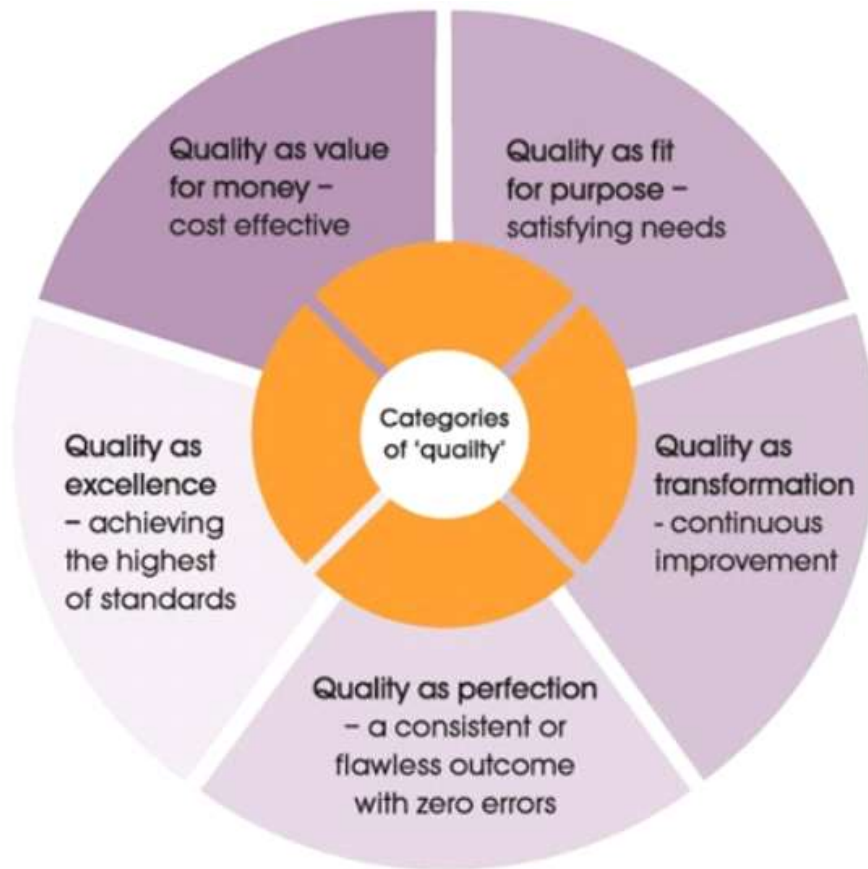 Quality as value
for money –
cost effective
Quality as fit
for purpose –
satisfying needs
Categories
of ‘quailty’
Quality as
excellence
– achieving
the highest
of standards
Quality as
transformation
- continuous
improvement
Quality as perfection
– a consistent or
flawless outcome
with zero errors